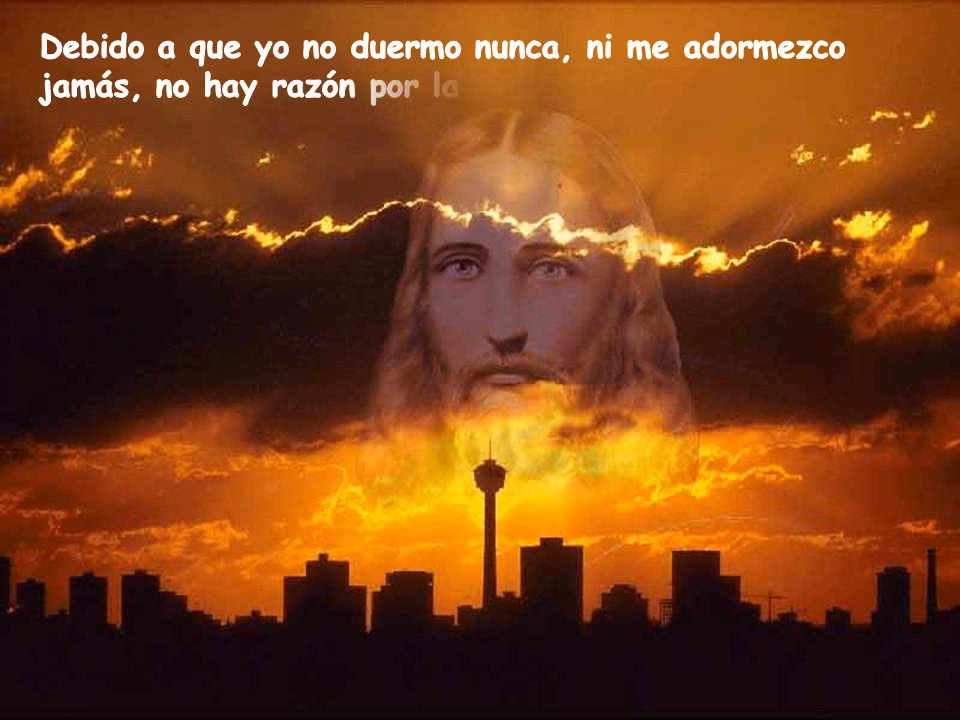 Debido a que yo no duermo nunca, ni me adormezco
jamás, no hay razón por la